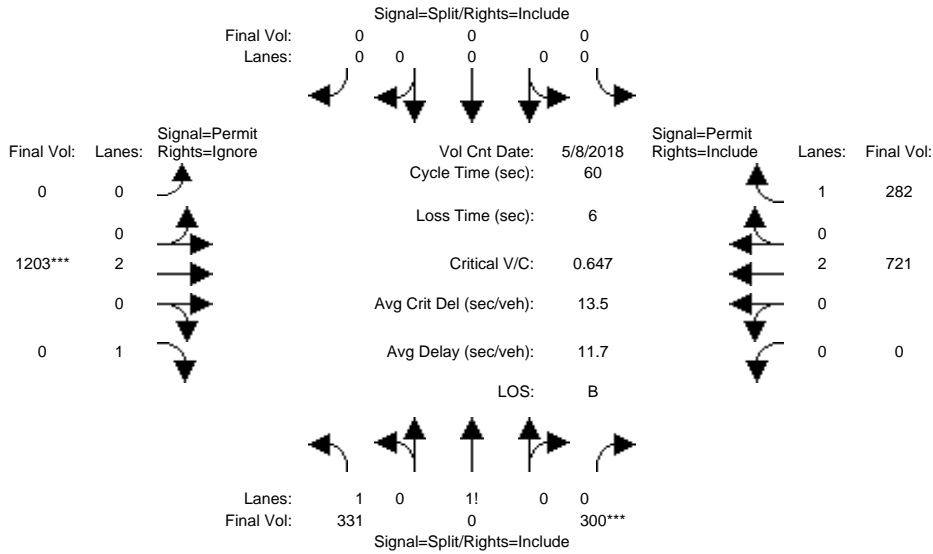 Signal=Split/Rights=Include
Final Vol: 0 0 0
Lanes: 0 0 0 0 0
Signal=Permit Signal=Permit
Final Vol: Lanes: Rights=Ignore Vol Cnt Date: 5/8/2018 Rights=Include Lanes: Final Vol:
Cycle Time (sec): 60
0 0 1 282
Loss Time (sec): 6
0 0
1203*** 2 Critical V/C: 0.647 2 721
0 Avg Crit Del (sec/veh): 13.5 0
0 1 Avg Delay (sec/veh): 11.7 0 0
LOS: B
Lanes: 1 0 1! 0 0
Final Vol: 331 0 300***
Signal=Split/Rights=Include